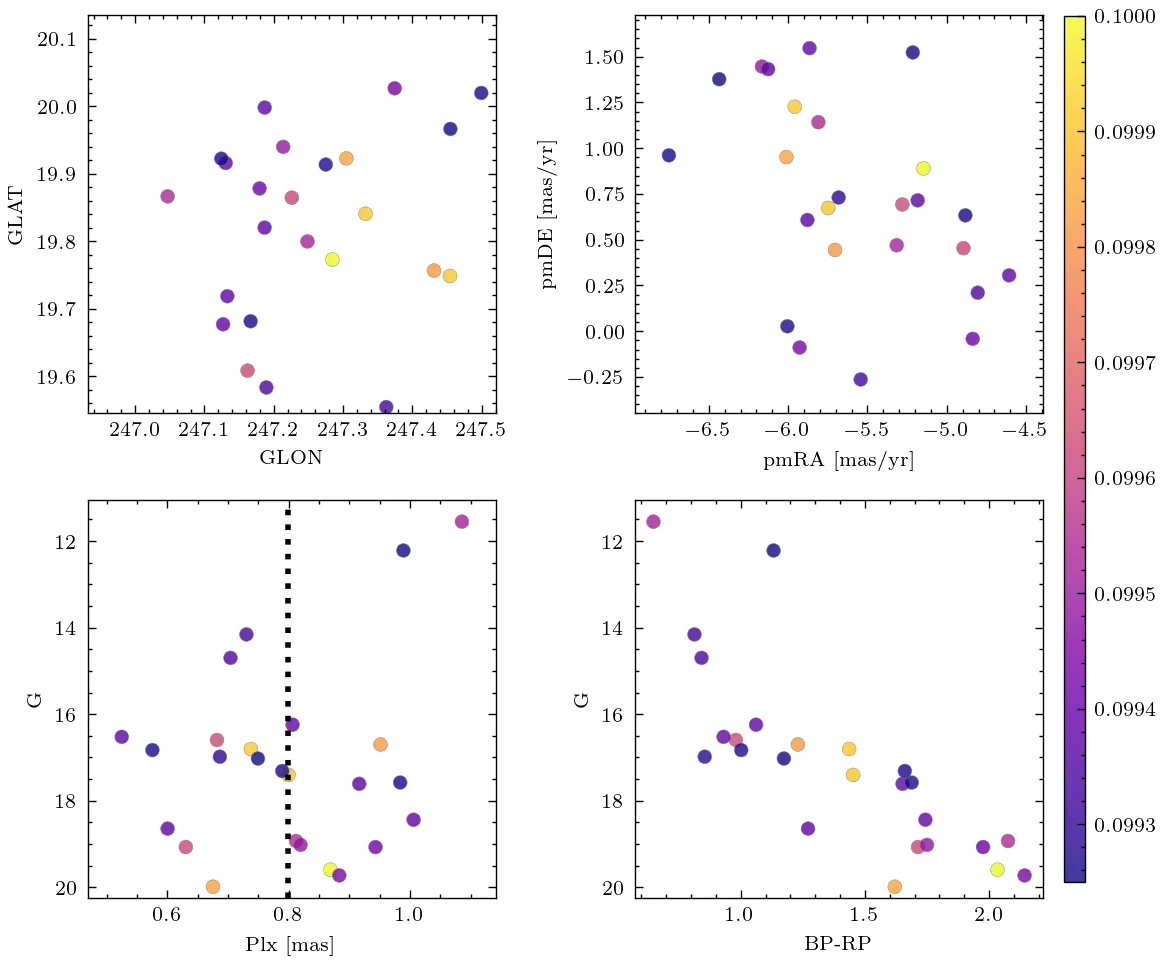 20.1
20.0
19.9
19.8
19.7
19.6
GLAT
247.0 247.1 247.2 247.3 247.4 247.5
GLON
1.50
1.25
1.00
0.75
0.50
0.25
0.00
−0.25
pmDE [mas/yr]
−6.5 −6.0 −5.5 −5.0 −4.5
pmRA [mas/yr]
12
14
16
18
20
G
0.6 0.8 1.0
Plx [mas]
12
14
16
18
20
G
1.0 1.5 2.0
BP-RP
0.1000
0.0999
0.0998
0.0997
0.0996
0.0995
0.0994
0.0993